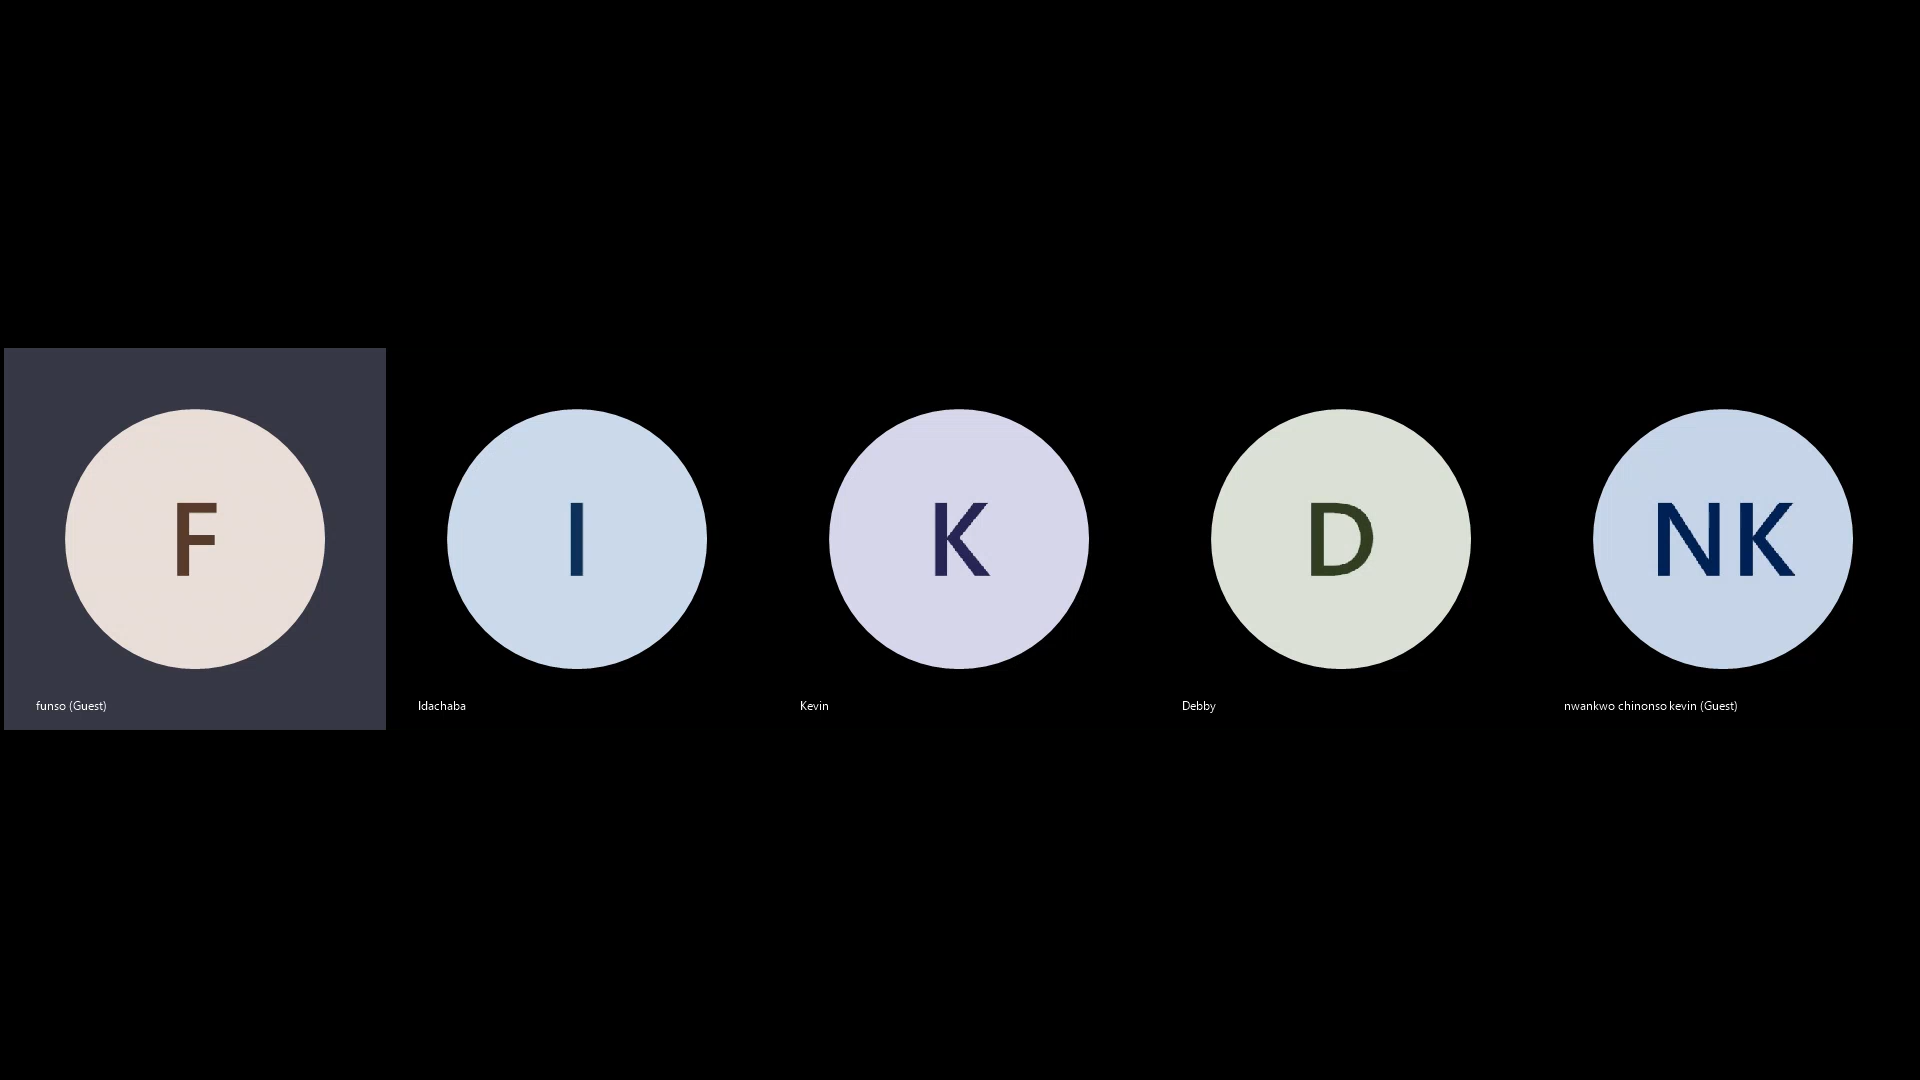 F
I
K
D
NK
funso (Guest)
Idachaba
Kevin
Debby
nwankwo chinonso kevin (Guest)